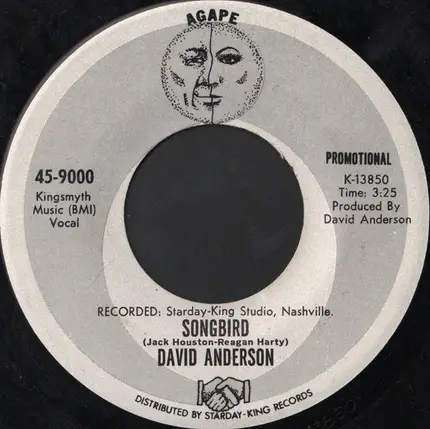 AGAPE
45-9000
Kingsmyth
Music (BMI)
Vocal
PROMOTIONAL
K-13850
Time: 3:25
Produced By
David Anderson
RECORDED: Starday-King Studio, Nashville.
SONGBIRD
(Jack Houston-Reagan Harty)
DAVID ANDERSON
DISTRIBUTED BY STARDAY-KING RECORDS